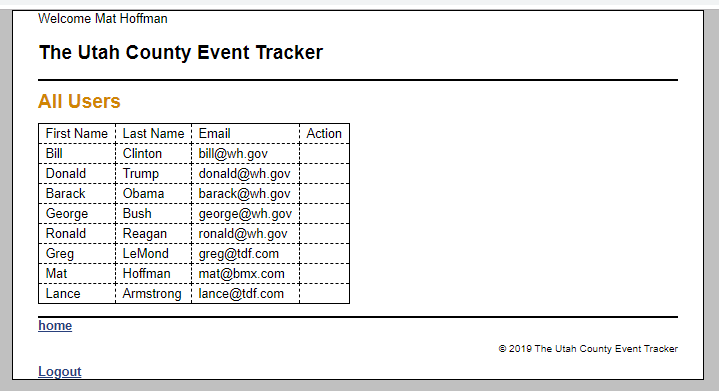 Welcome Mat Hoffman
The Utah County Event Tracker
All Users
First Name Last Name Email Action
Bill Clinton bill@wh.gov
Donald Trump donald@wh.gov
Barack Obama barack@wh.gov
George Bush george@wh.gov
Ronald Reagan ronald@wh.gov
Greg LeMond greg@tdf.com
Mat Hoffman mat@bmx.com
Lance Armstrong lance@tdf.com
home
© 2019 The Utah County Event Tracker
Logout